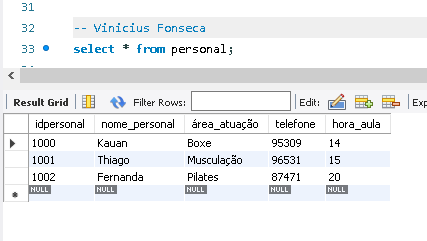 31
32 -- Vinicius Fonseca
33 select * from personal;
Result Grid Filter Rows: Edit: Exp
idpersonal nome_personal área_atuação telefone hora_aula
1000 Kauan Boxe 95309 14
1001 Thiago Musculação 96531 15
1002 Fernanda Pilates 87471 20
NULL NULL NULL NULL NULL